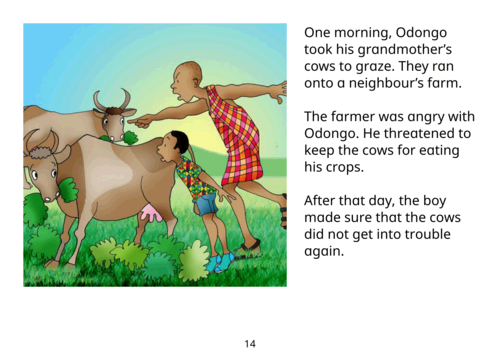 One morning, Odongo
took his grandmother's
cows to graze. They ran
onto a neighbour's farm.
The farmer was angry with
Odongo. He threatened to
keep the cows for eating
his crops.
After that day, the boy
made sure that the cows
did not get into trouble
again.
14